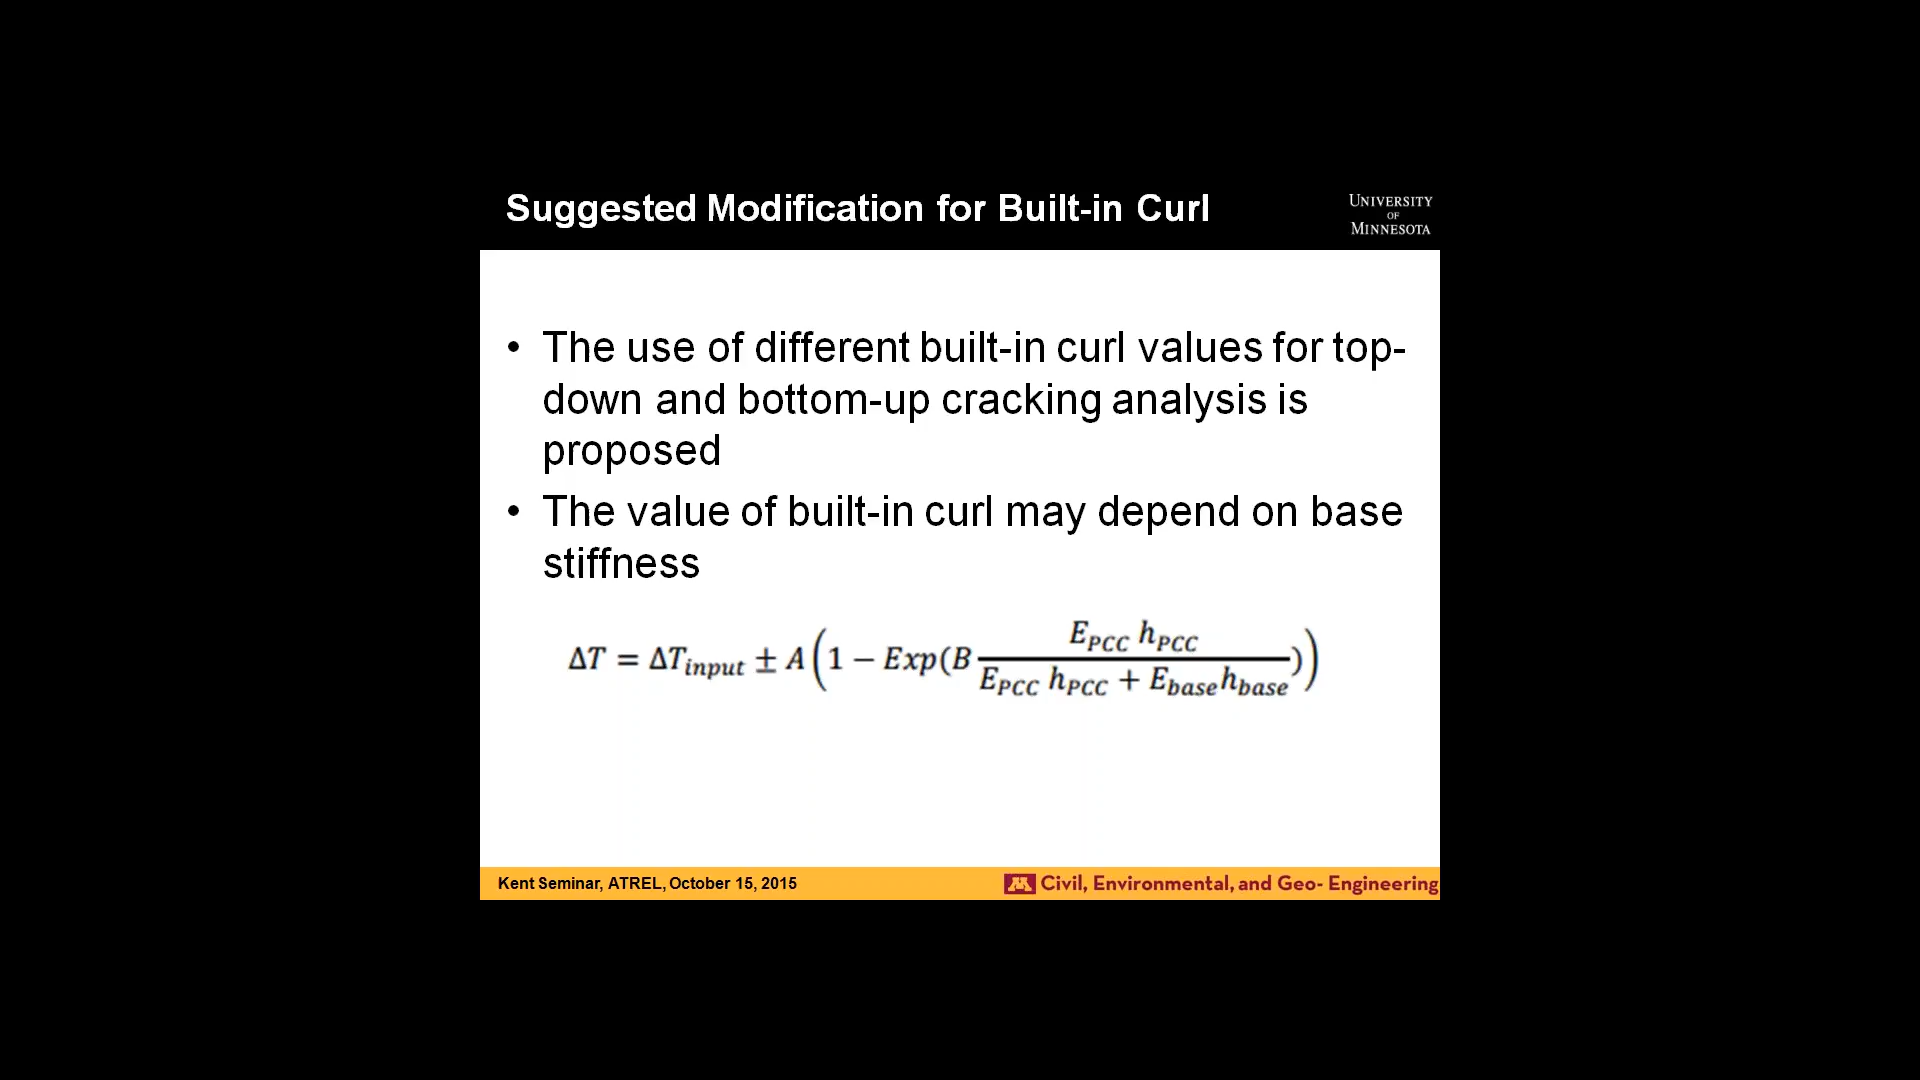 Suggested Modification for Built-in Curl
UNIVERSITY
OF
MINNESOTA
• The use of different built-in curl values for top-
down and bottom-up cracking analysis is
proposed
• The value of built-in curl may depend on base
stiffness
ΔT = ΔT_input ± A(1 − Exp(B (E_PCC h_PCC)/(E_PCC h_PCC + E_base h_base)))
Kent Seminar, ATREL, October 15, 2015
M Civil, Environmental, and Geo- Engineering